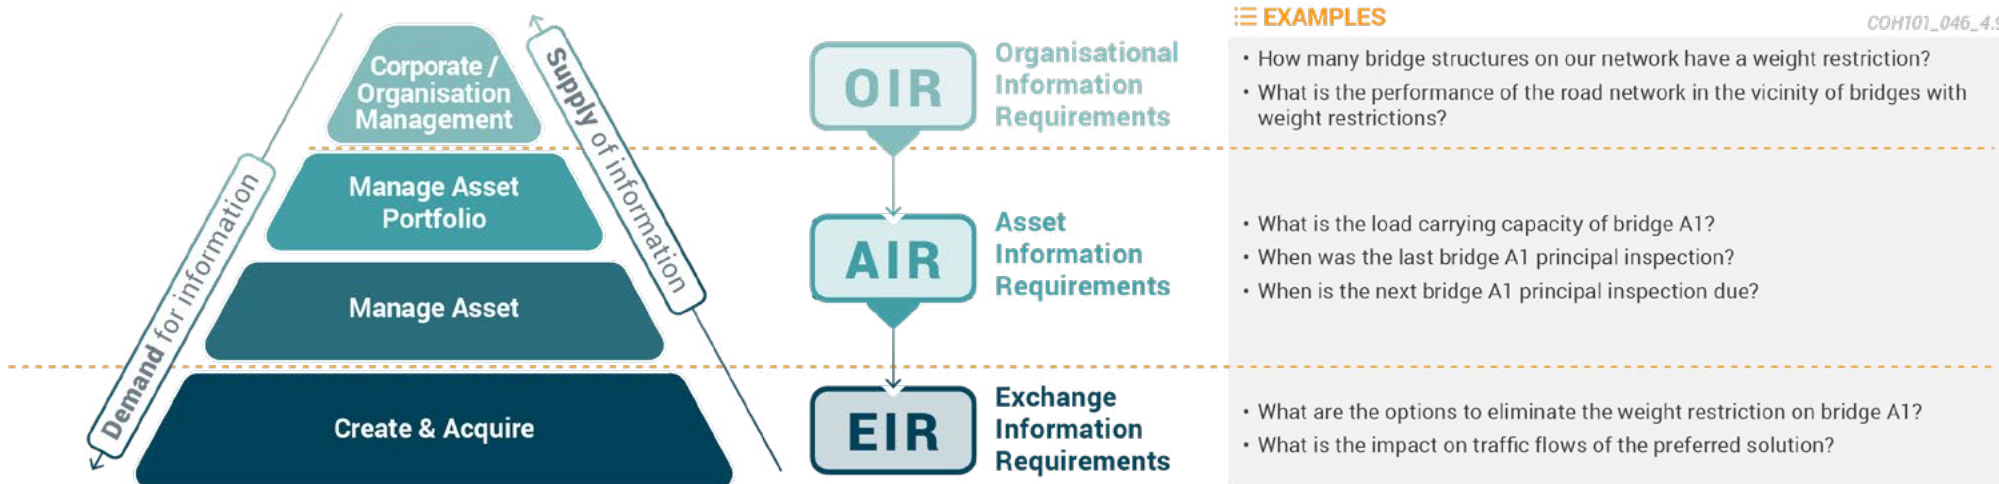 Corporate /
Organisation
Management
Manage Asset
Portfolio
Manage Asset
Create & Acquire
Demand for information
Supply of information
OIR
Organisational
Information
Requirements
AIR
Asset
Information
Requirements
EIR
Exchange
Information
Requirements
EXAMPLES
COH101_046_4.9
• How many bridge structures on our network have a weight restriction?
• What is the performance of the road network in the vicinity of bridges with
weight restrictions?
• What is the load carrying capacity of bridge A1?
• When was the last bridge A1 principal inspection?
• When is the next bridge A1 principal inspection due?
• What are the options to eliminate the weight restriction on bridge A1?
• What is the impact on traffic flows of the preferred solution?